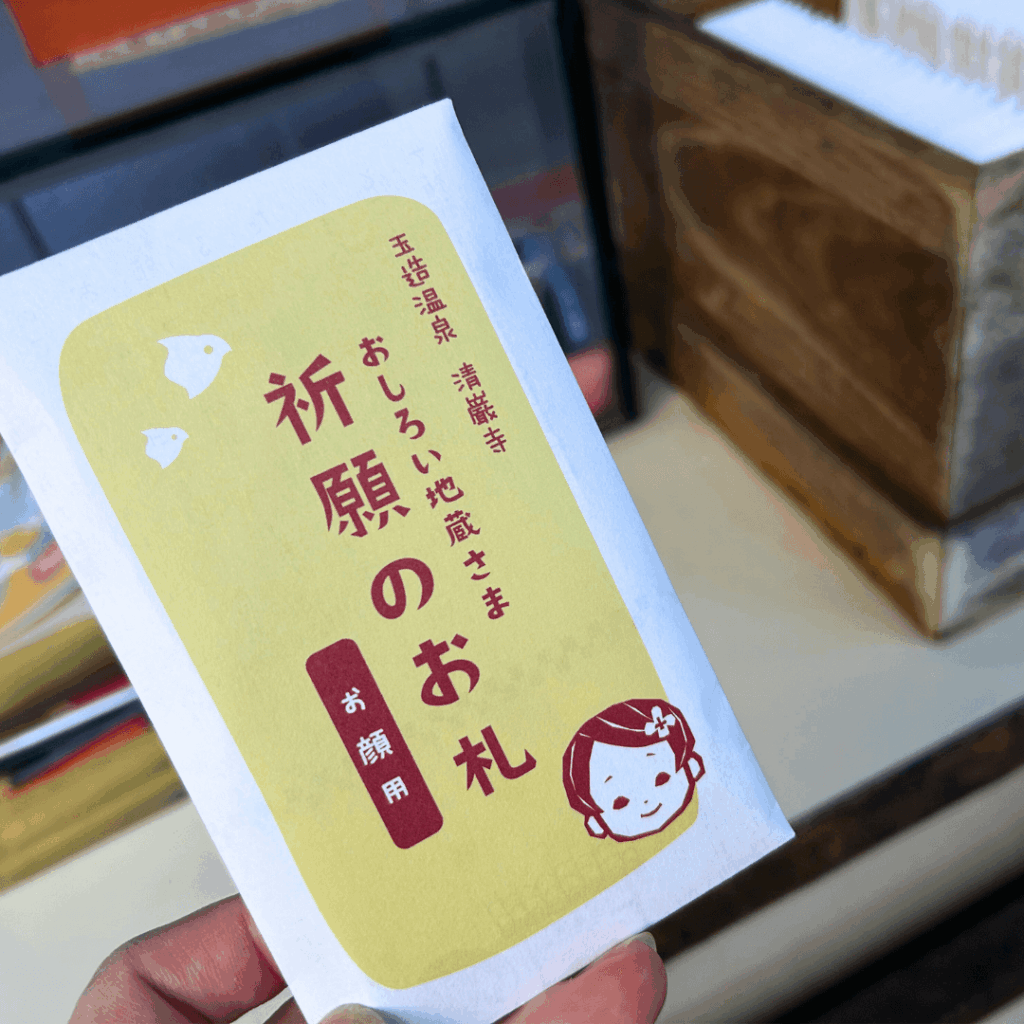 玉造温泉 清巌寺
おしろい地蔵さま
祈願のお札
お顔用